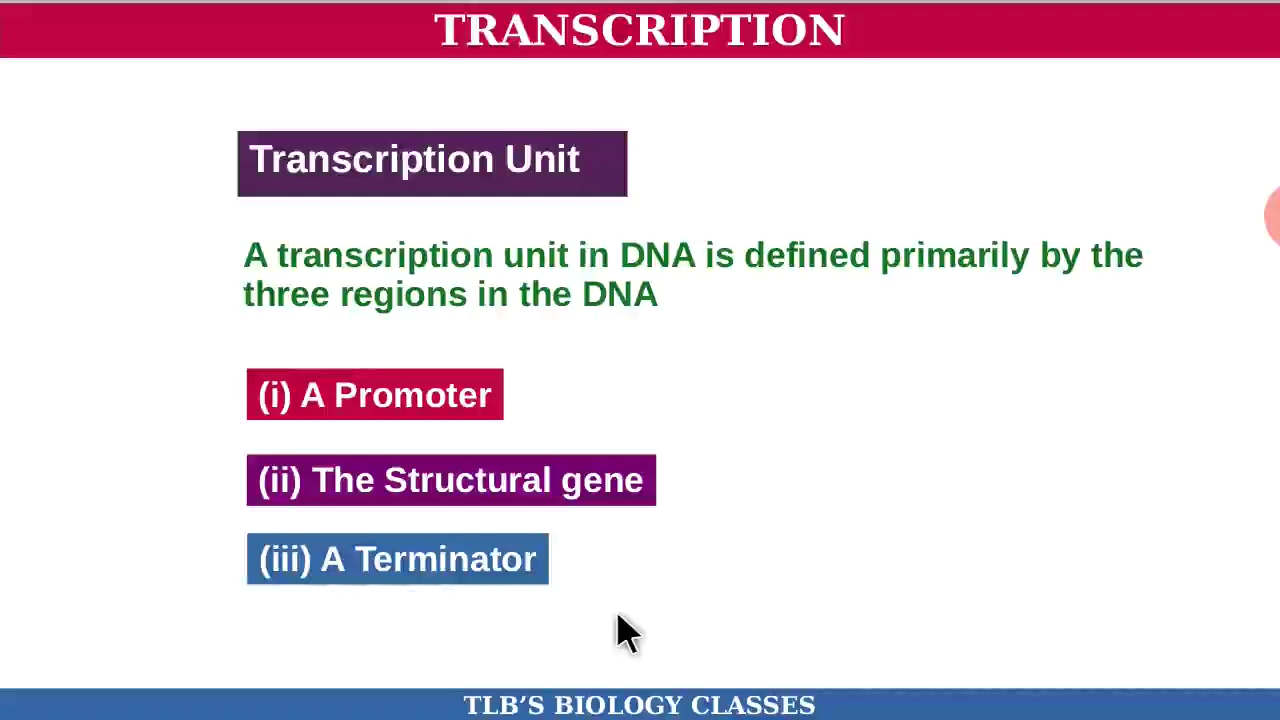 TRANSCRIPTION
Transcription Unit
A transcription unit in DNA is defined primarily by the
three regions in the DNA
(i) A Promoter
(ii) The Structural gene
(iii) A Terminator
TLB’S BIOLOGY CLASSES